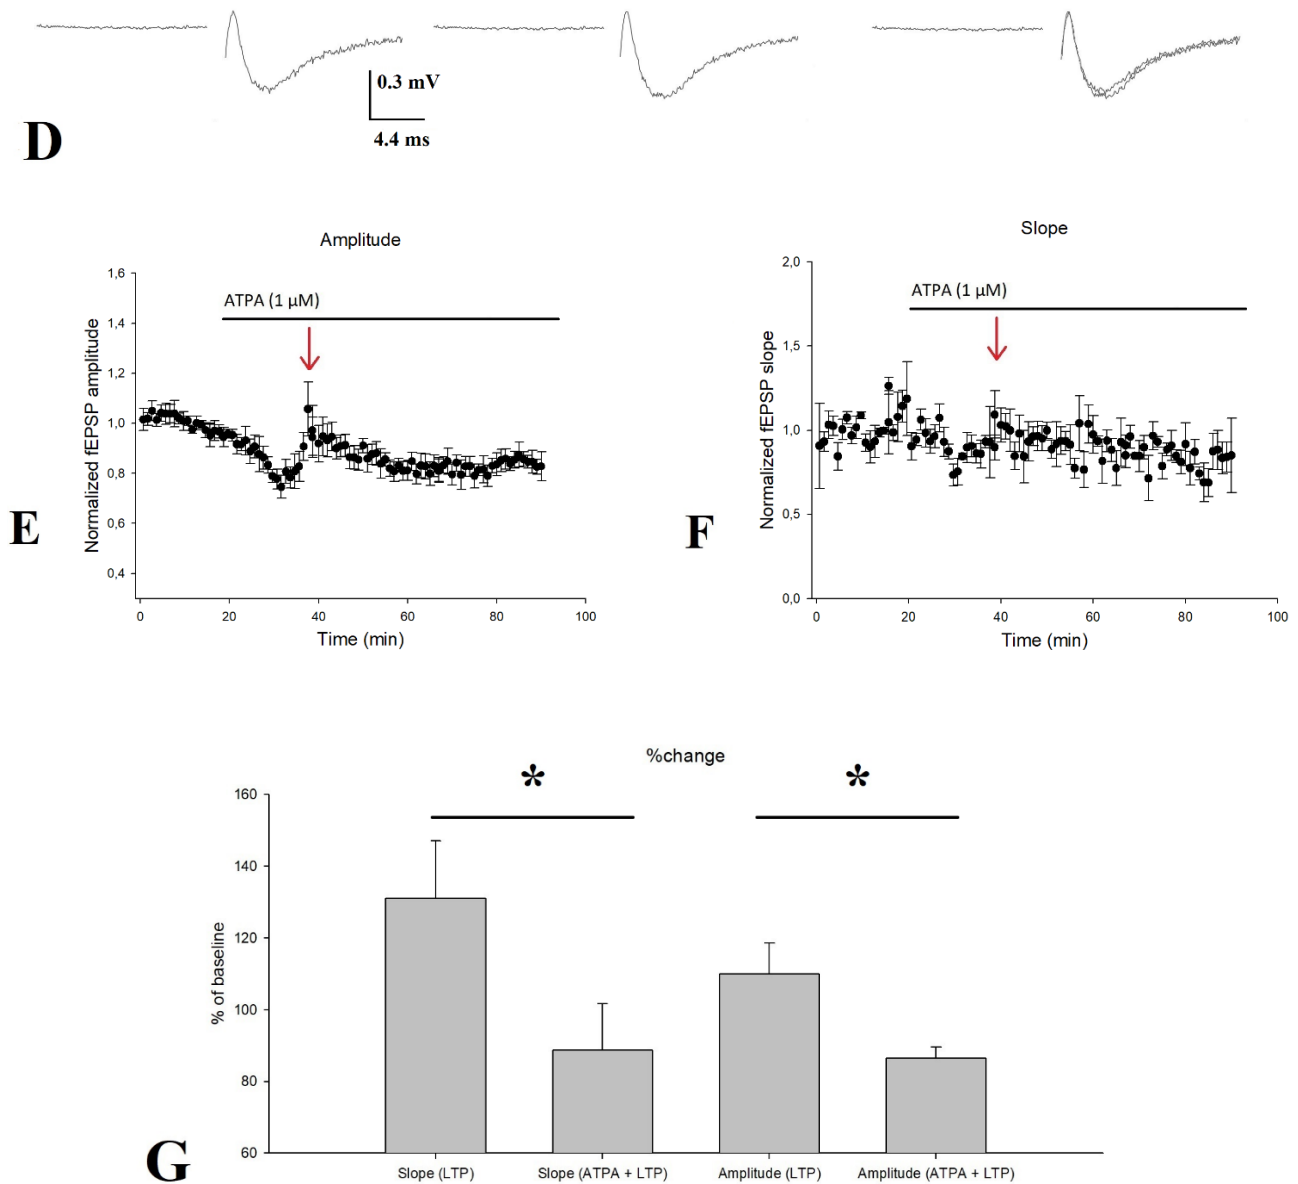 0.3 mV
4.4 ms
D
Amplitude
Normalized fEPSP amplitude
1,6
1,4
1,2
1,0
0,8
0,6
0,4
ATPA (1 µM)
0 20 40 60 80 100
Time (min)
E
Slope
Normalized fEPSP slope
2,0
1,5
1,0
0,5
0,0
ATPA (1 µM)
0 20 40 60 80 100
Time (min)
F
%change
* *
% of baseline
160
140
120
100
80
60
Slope (LTP) Slope (ATPA + LTP) Amplitude (LTP) Amplitude (ATPA + LTP)
G